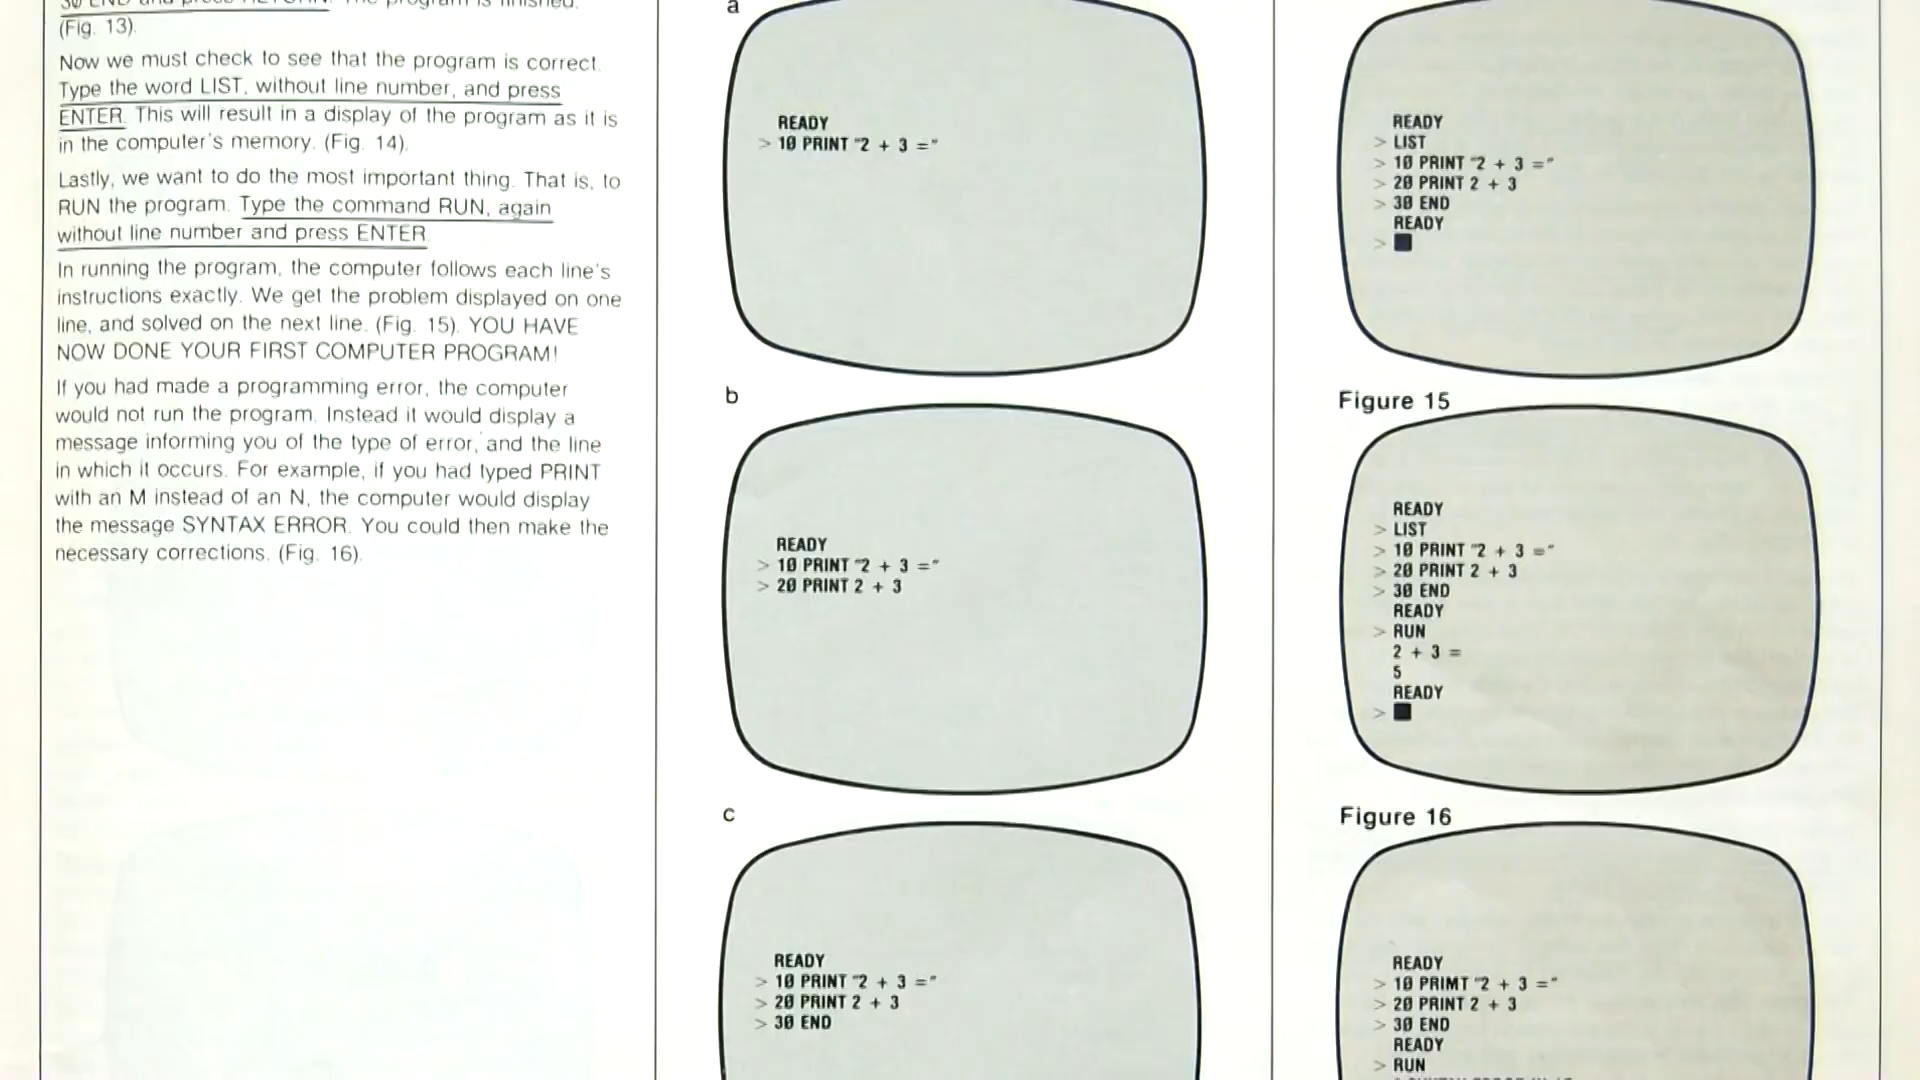 30 END and press RETURN. The program is finished.
(Fig. 13).
Now we must check to see that the program is correct.
Type the word LIST, without line number, and press
ENTER. This will result in a display of the program as it is
in the computer's memory. (Fig. 14).
Lastly, we want to do the most important thing. That is, to
RUN the program. Type the command RUN, again
without line number and press ENTER.
In running the program, the computer follows each line's
instructions exactly. We get the problem displayed on one
line, and solved on the next line. (Fig. 15). YOU HAVE
NOW DONE YOUR FIRST COMPUTER PROGRAM!
If you had made a programming error, the computer
would not run the program. Instead it would display a
message informing you of the type of error, and the line
in which it occurs. For example, if you had typed PRINT
with an M instead of an N, the computer would display
the message SYNTAX ERROR. You could then make the
necessary corrections. (Fig. 16).
a
READY
> 10 PRINT "2 + 3 ="
b
READY
> 10 PRINT "2 + 3 ="
> 20 PRINT 2 + 3
c
READY
> 10 PRINT "2 + 3 ="
> 20 PRINT 2 + 3
> 30 END
READY
> LIST
> 10 PRINT "2 + 3 ="
> 20 PRINT 2 + 3
> 30 END
READY
> ■
Figure 15
READY
> LIST
> 10 PRINT "2 + 3 ="
> 20 PRINT 2 + 3
> 30 END
READY
> RUN
2 + 3 =
5
READY
> ■
Figure 16
READY
> 10 PRIMT "2 + 3 ="
> 20 PRINT 2 + 3
> 30 END
READY
> RUN